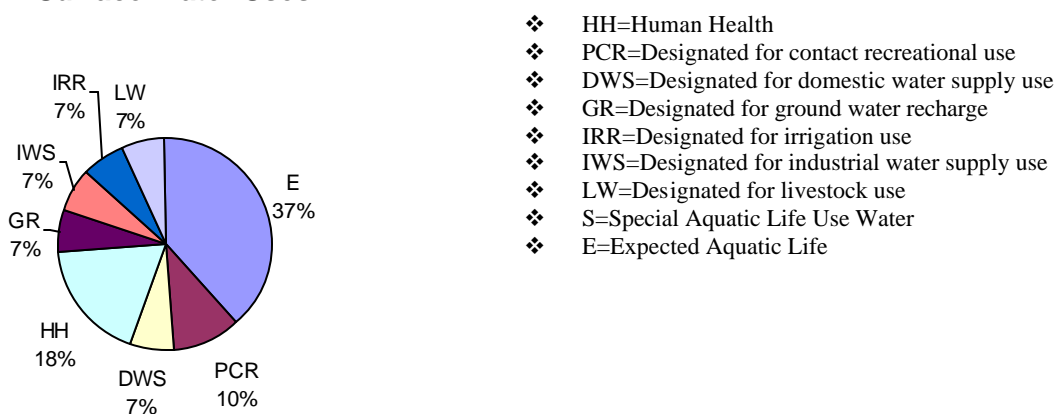 ❖ HH=Human Health
❖ PCR=Designated for contact recreational use
❖ DWS=Designated for domestic water supply use
❖ GR=Designated for ground water recharge
❖ IRR=Designated for irrigation use
❖ IWS=Designated for industrial water supply use
❖ LW=Designated for livestock use
❖ S=Special Aquatic Life Use Water
❖ E=Expected Aquatic Life
IRR
7%
LW
7%
IWS
7%
E
37%
GR
7%
HH
18%
DWS
7%
PCR
10%